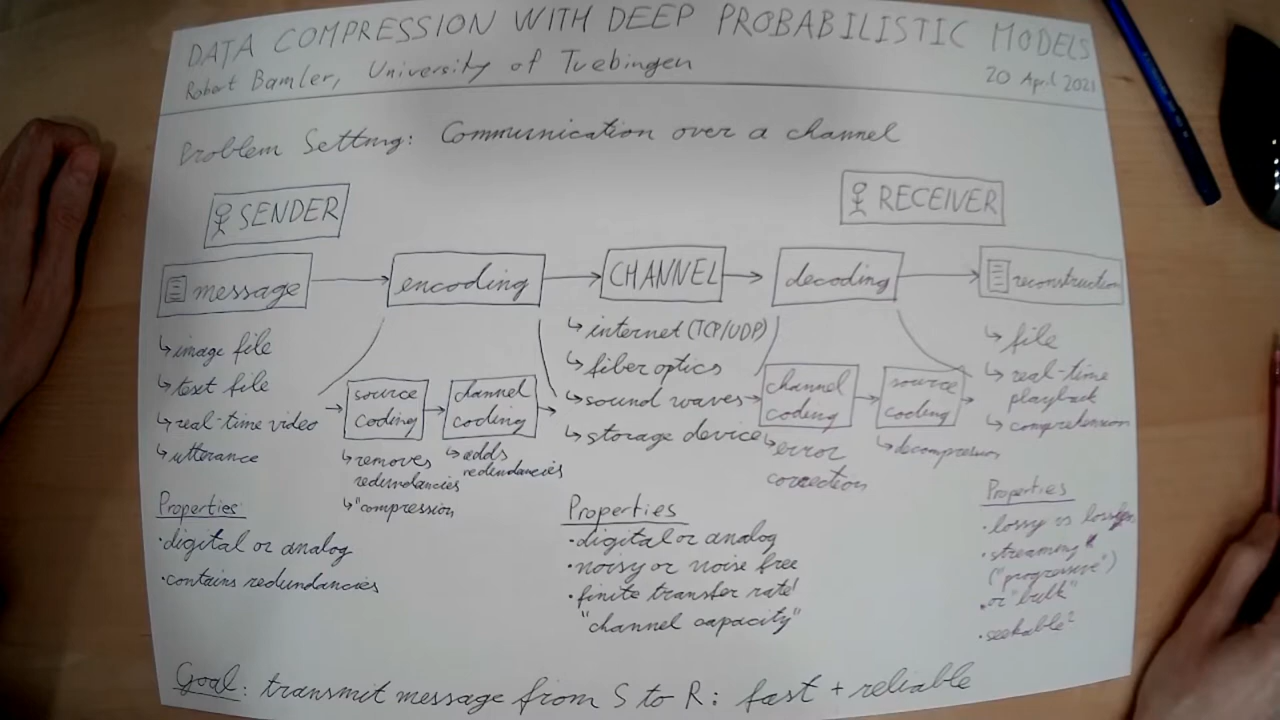 DATA COMPRESSION WITH DEEP PROBABILISTIC MODELS
Robert Bamler, University of Tuebingen
20 April 2021
Problem Setting: Communication over a channel
SENDER
RECEIVER
message
encoding
CHANNEL
decoding
reconstruction
↳ image file
↳ text file
↳ real-time video
↳ utterance
source
coding
channel
coding
↳ removes
redundancies
↳ "compression
↳ adds
redundancies
↳ internet (TCP/UDP)
↳ fiber optics
↳ sound waves
↳ storage device
channel
coding
source
coding
↳ error
correction
↳ decompression
↳ file
↳ real-time
playback
↳ comprehension
Properties
· digital or analog
· contains redundancies
Properties
· digital or analog
· noisy or noise free
· finite transfer rate
"channel capacity"
Properties
· lossy vs lossless
· streaming"
("progressive")
· or "bulk"
· seekable?
Goal: transmit message from S to R: fast + reliable